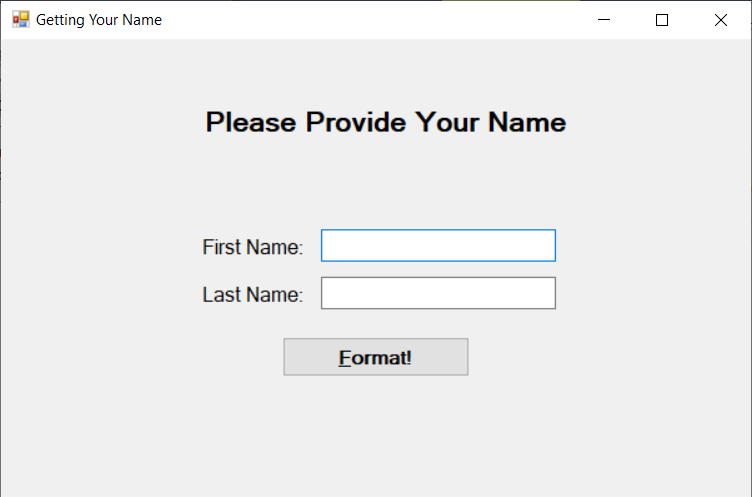 Getting Your Name
Please Provide Your Name
First Name:
Last Name:
Format!